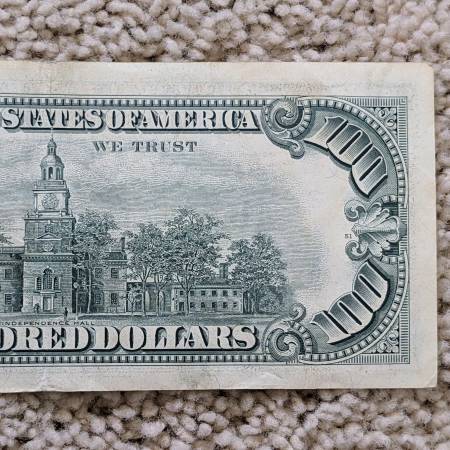 STATES OF AMERICA
WE TRUST
100
INDEPENDENCE HALL
100
DRED DOLLARS